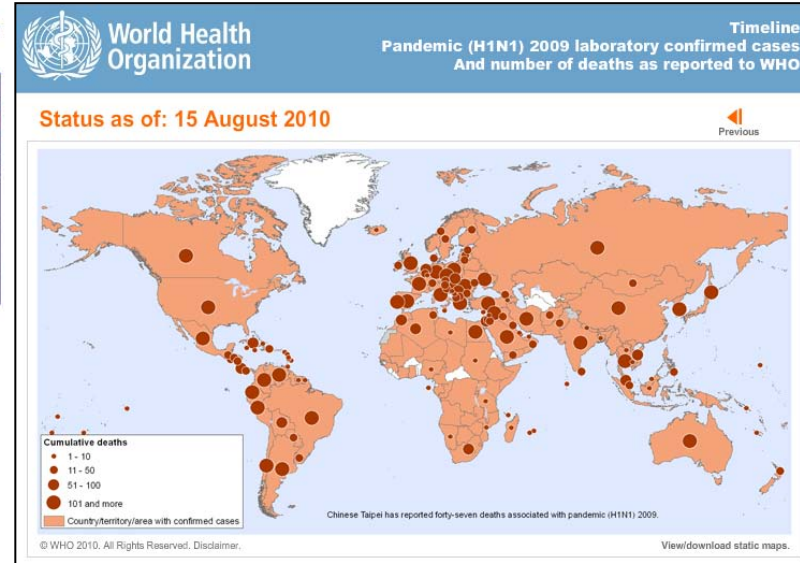 World Health
Organization
Timeline
Pandemic (H1N1) 2009 laboratory confirmed cases
And number of deaths as reported to WHO
Status as of: 15 August 2010
Previous
Cumulative deaths
1 - 10
11 - 50
51 - 100
101 and more
Country/territory/area with confirmed cases
Chinese Taipei has reported forty-seven deaths associated with pandemic (H1N1) 2009.
© WHO 2010. All Rights Reserved. Disclaimer.
View/download static maps.